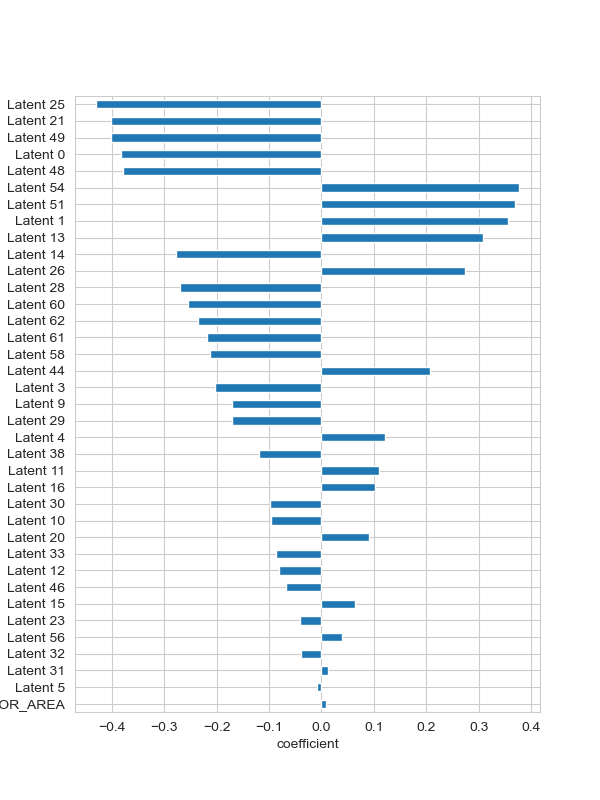 Latent 25
Latent 21
Latent 49
Latent 0
Latent 48
Latent 54
Latent 51
Latent 1
Latent 13
Latent 14
Latent 26
Latent 28
Latent 60
Latent 62
Latent 61
Latent 58
Latent 44
Latent 3
Latent 9
Latent 29
Latent 4
Latent 38
Latent 11
Latent 16
Latent 30
Latent 10
Latent 20
Latent 33
Latent 12
Latent 46
Latent 15
Latent 23
Latent 56
Latent 32
Latent 31
Latent 5
OR_AREA
−0.4 −0.3 −0.2 −0.1 0.0 0.1 0.2 0.3 0.4
coefficient